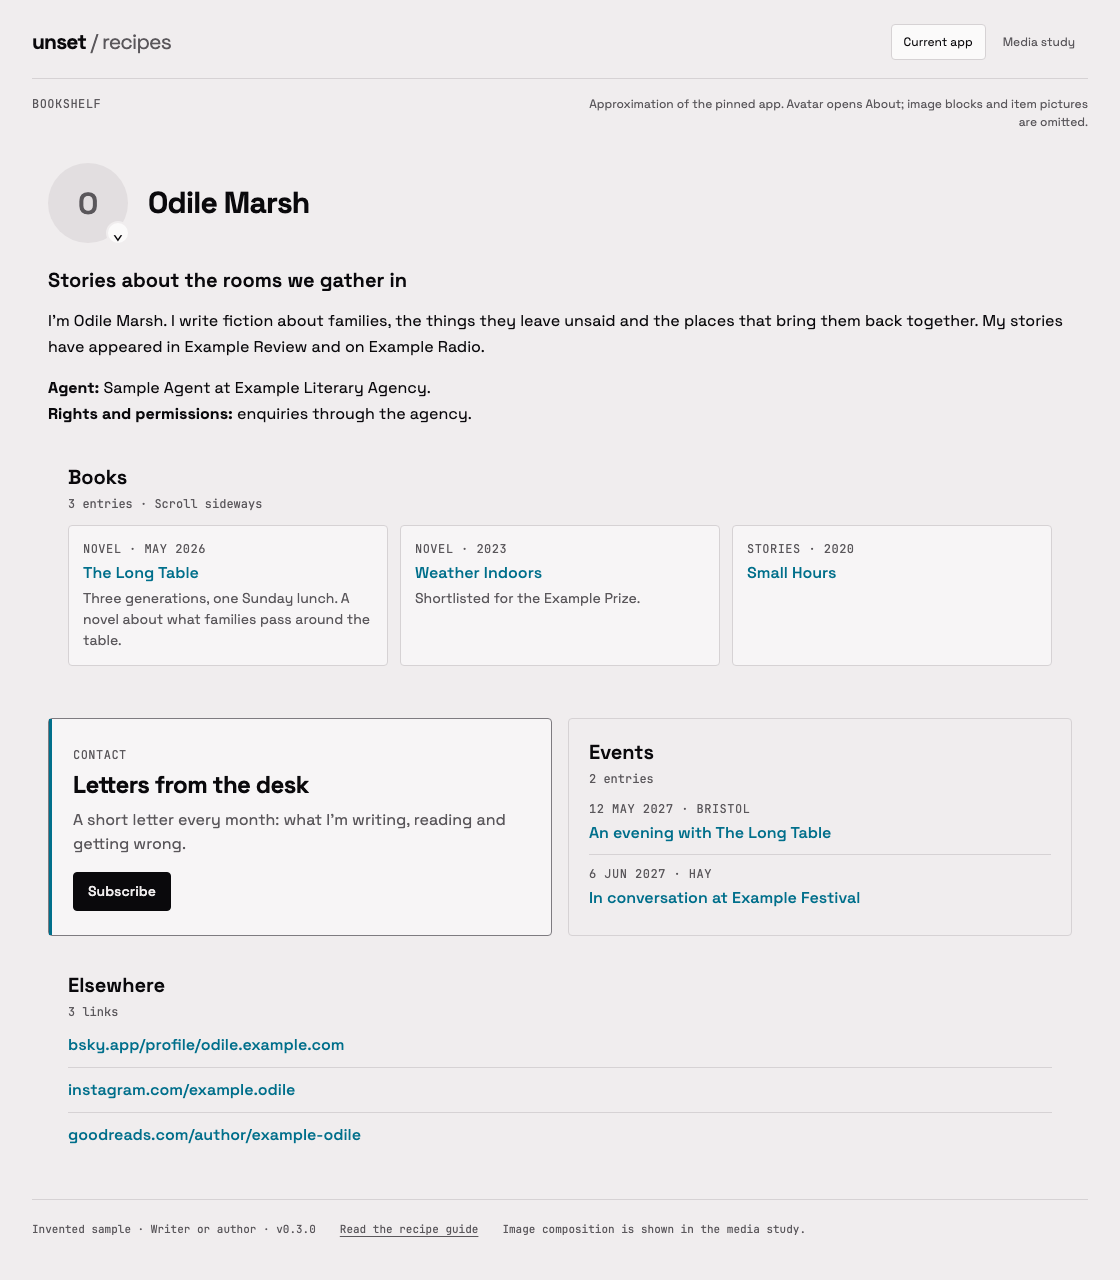 unset / recipes
Current app
Media study
BOOKSHELF
Approximation of the pinned app. Avatar opens About; image blocks and item pictures
are omitted.
O
Odile Marsh
Stories about the rooms we gather in
I'm Odile Marsh. I write fiction about families, the things they leave unsaid and the places that bring them back together. My stories
have appeared in Example Review and on Example Radio.
Agent: Sample Agent at Example Literary Agency.
Rights and permissions: enquiries through the agency.
Books
3 entries · Scroll sideways
NOVEL · MAY 2026
The Long Table
Three generations, one Sunday lunch. A
novel about what families pass around the
table.
NOVEL · 2023
Weather Indoors
Shortlisted for the Example Prize.
STORIES · 2020
Small Hours
CONTACT
Letters from the desk
A short letter every month: what I'm writing, reading and
getting wrong.
Subscribe
Events
2 entries
12 MAY 2027 · BRISTOL
An evening with The Long Table
6 JUN 2027 · HAY
In conversation at Example Festival
Elsewhere
3 links
bsky.app/profile/odile.example.com
instagram.com/example.odile
goodreads.com/author/example-odile
Invented sample · Writer or author · v0.3.0
Read the recipe guide
Image composition is shown in the media study.